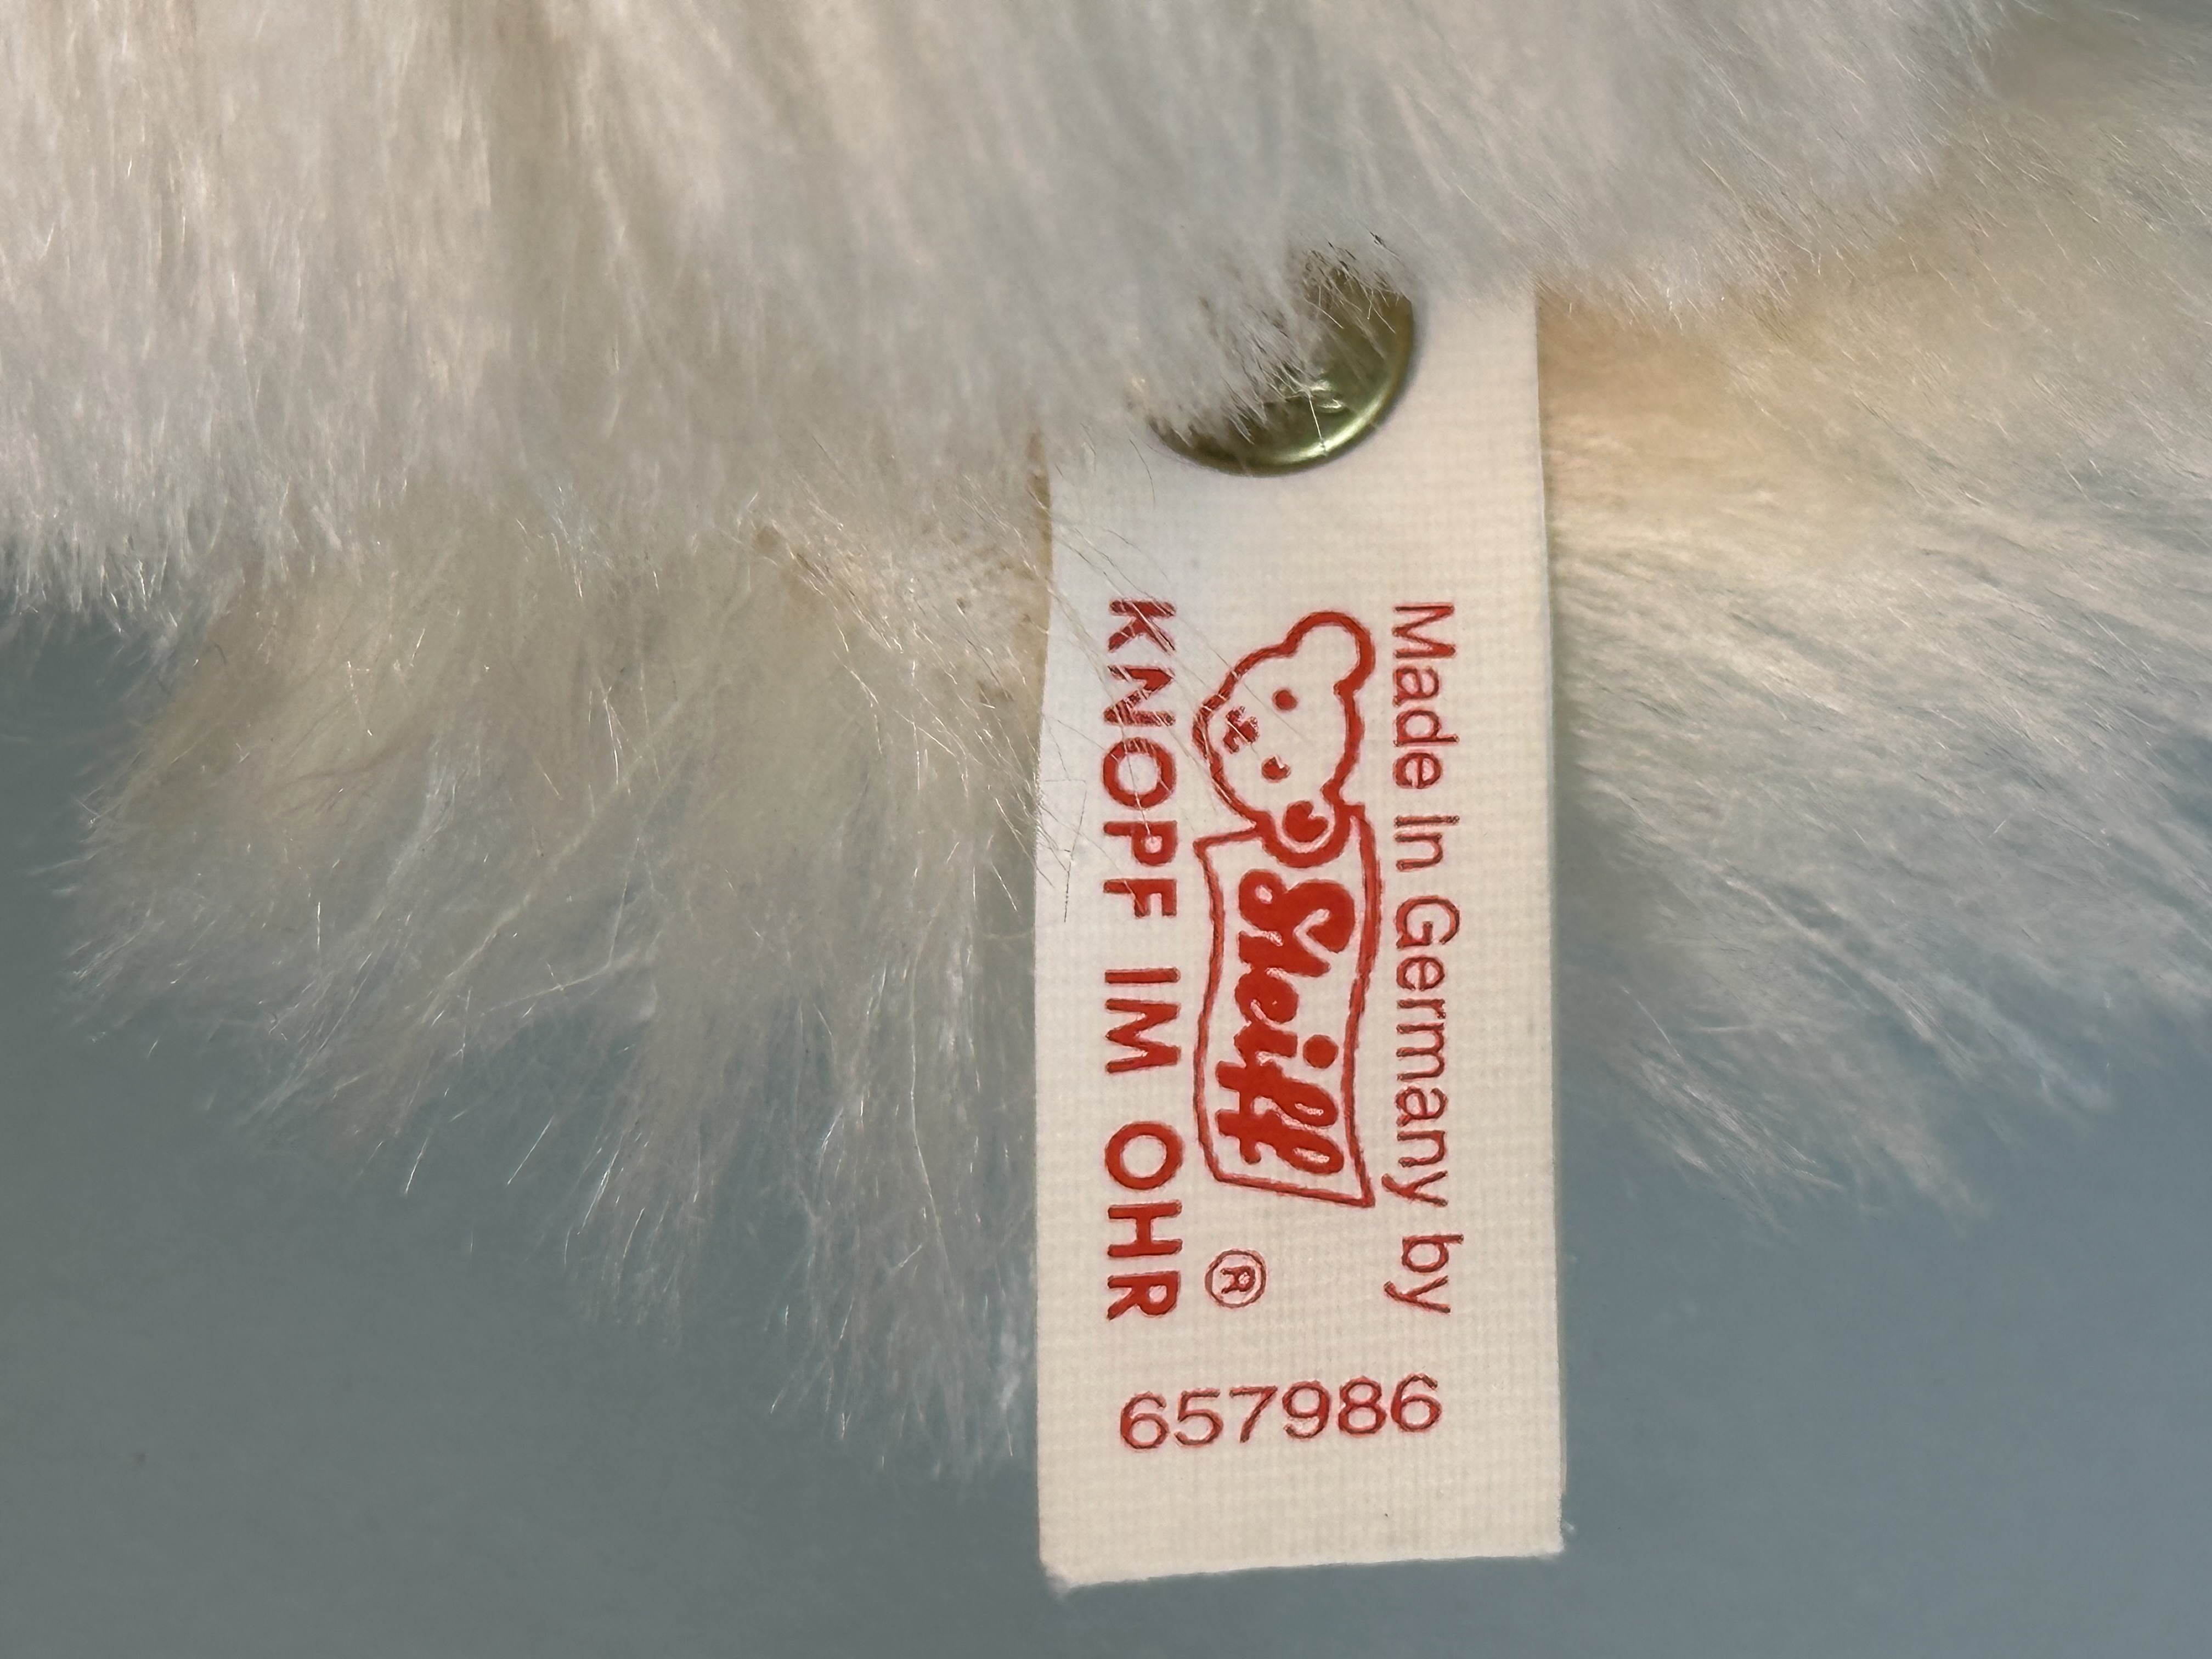 Made In Germany by
Steiff
®
KNOPF IM OHR
657986